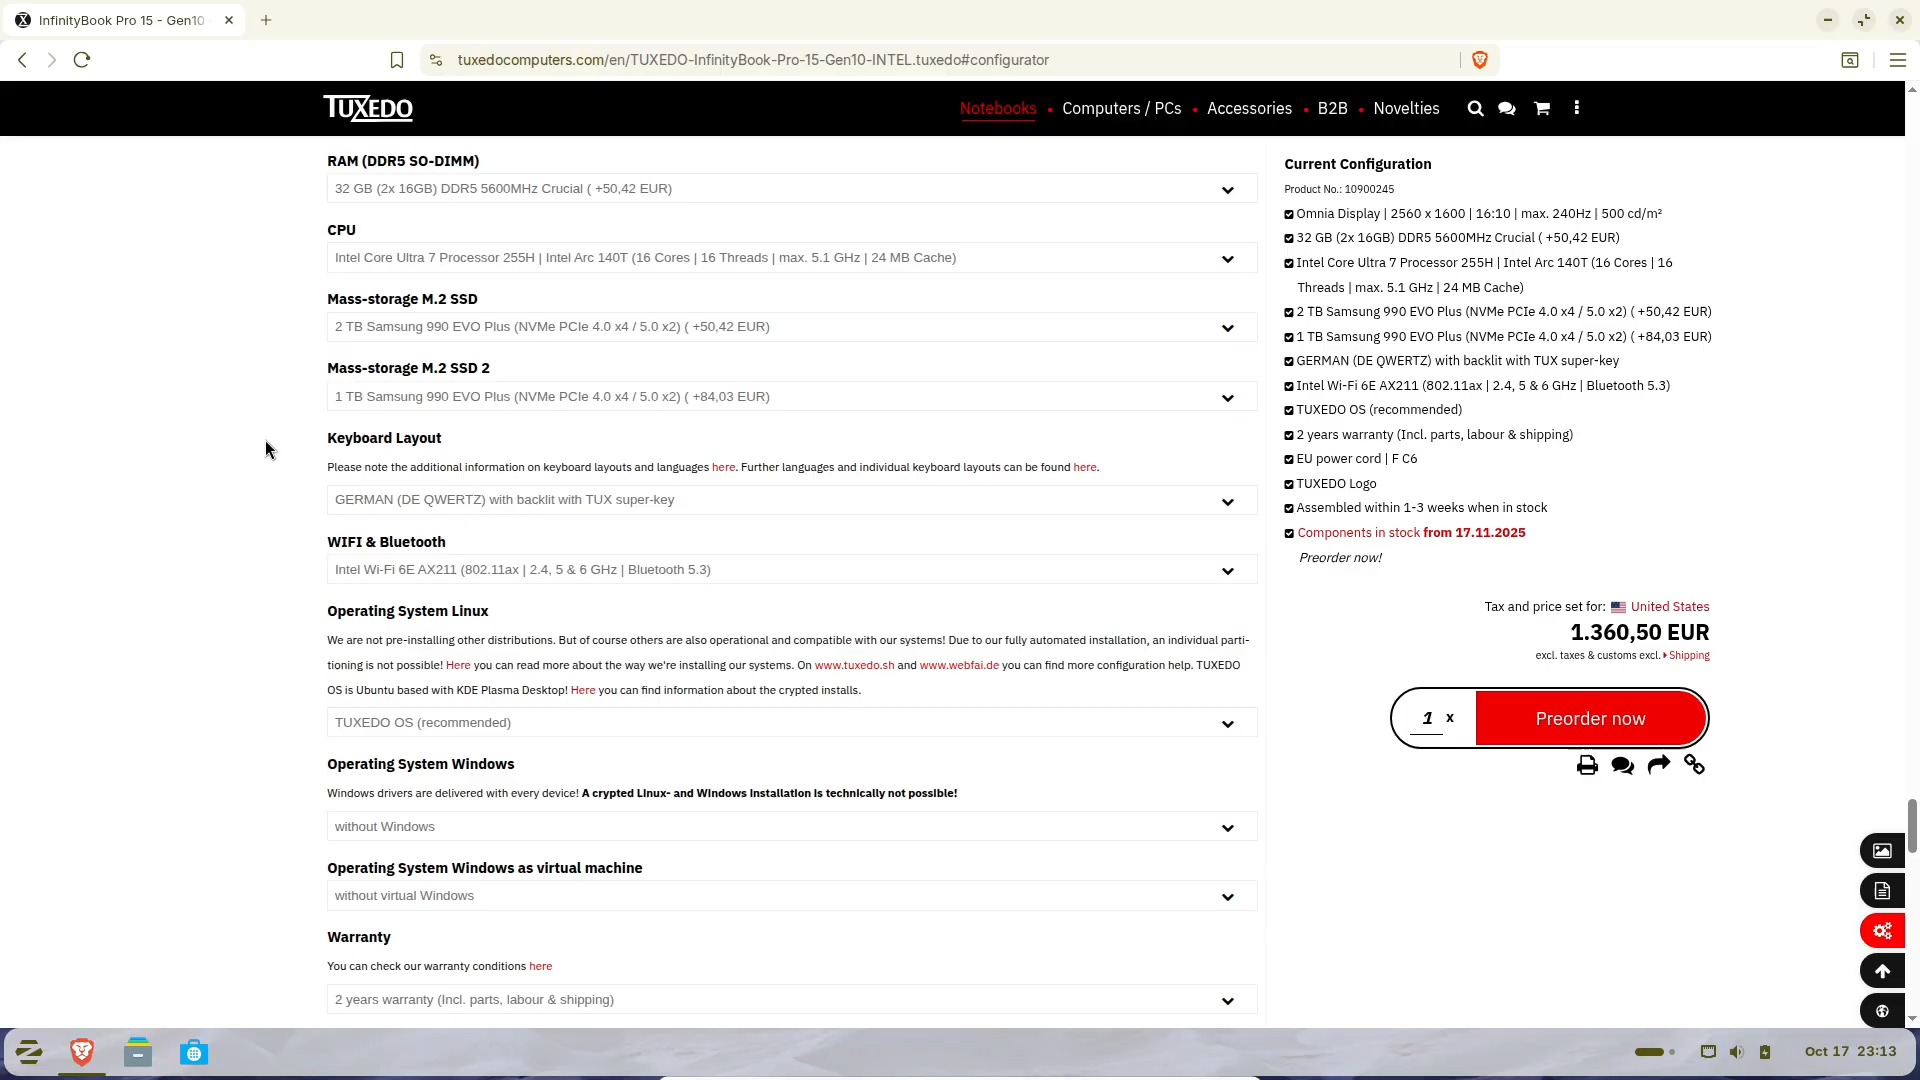 InfinityBook Pro 15 - Gen10
tuxedocomputers.com/en/TUXEDO-InfinityBook-Pro-15-Gen10-INTEL.tuxedo#configurator
TUXEDO
Notebooks • Computers / PCs • Accessories • B2B • Novelties
RAM (DDR5 SO-DIMM)
32 GB (2x 16GB) DDR5 5600MHz Crucial ( +50,42 EUR)
CPU
Intel Core Ultra 7 Processor 255H | Intel Arc 140T (16 Cores | 16 Threads | max. 5.1 GHz | 24 MB Cache)
Mass-storage M.2 SSD
2 TB Samsung 990 EVO Plus (NVMe PCIe 4.0 x4 / 5.0 x2) ( +50,42 EUR)
Mass-storage M.2 SSD 2
1 TB Samsung 990 EVO Plus (NVMe PCIe 4.0 x4 / 5.0 x2) ( +84,03 EUR)
Keyboard Layout
Please note the additional information on keyboard layouts and languages here. Further languages and individual keyboard layouts can be found here.
GERMAN (DE QWERTZ) with backlit with TUX super-key
WIFI & Bluetooth
Intel Wi-Fi 6E AX211 (802.11ax | 2.4, 5 & 6 GHz | Bluetooth 5.3)
Operating System Linux
We are not pre-installing other distributions. But of course others are also operational and compatible with our systems! Due to our fully automated installation, an individual parti-
tioning is not possible! Here you can read more about the way we're installing our systems. On www.tuxedo.sh and www.webfai.de you can find more configuration help. TUXEDO
OS is Ubuntu based with KDE Plasma Desktop! Here you can find information about the crypted installs.
TUXEDO OS (recommended)
Operating System Windows
Windows drivers are delivered with every device! A crypted Linux- and Windows installation is technically not possible!
without Windows
Operating System Windows as virtual machine
without virtual Windows
Warranty
You can check our warranty conditions here
2 years warranty (Incl. parts, labour & shipping)
Current Configuration
Product No.: 10900245
Omnia Display | 2560 x 1600 | 16:10 | max. 240Hz | 500 cd/m²
32 GB (2x 16GB) DDR5 5600MHz Crucial ( +50,42 EUR)
Intel Core Ultra 7 Processor 255H | Intel Arc 140T (16 Cores | 16
Threads | max. 5.1 GHz | 24 MB Cache)
2 TB Samsung 990 EVO Plus (NVMe PCIe 4.0 x4 / 5.0 x2) ( +50,42 EUR)
1 TB Samsung 990 EVO Plus (NVMe PCIe 4.0 x4 / 5.0 x2) ( +84,03 EUR)
GERMAN (DE QWERTZ) with backlit with TUX super-key
Intel Wi-Fi 6E AX211 (802.11ax | 2.4, 5 & 6 GHz | Bluetooth 5.3)
TUXEDO OS (recommended)
2 years warranty (Incl. parts, labour & shipping)
EU power cord | F C6
TUXEDO Logo
Assembled within 1-3 weeks when in stock
Components in stock from 17.11.2025
Preorder now!
Tax and price set for: United States
1.360,50 EUR
excl. taxes & customs excl. Shipping
1 x Preorder now
Oct 17 23:13